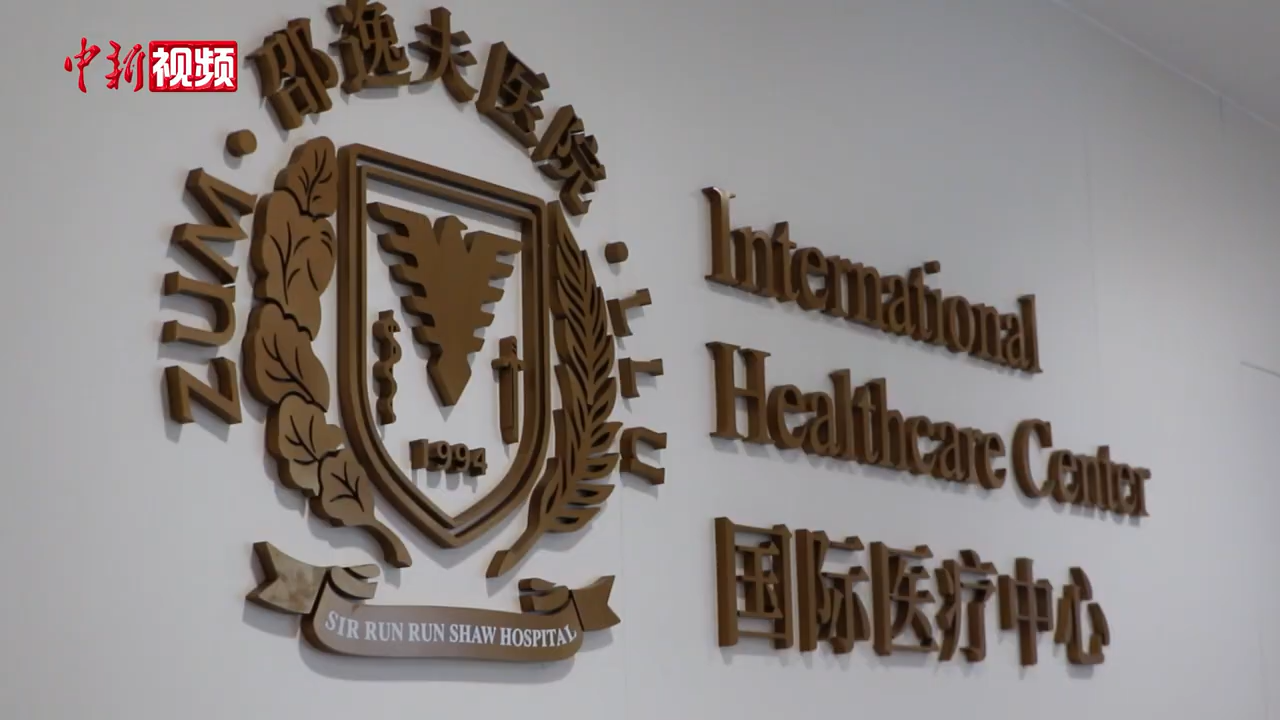 中新视频
邵逸夫医院
ZUM · · LLU
1994
SIR RUN RUN SHAW HOSPITAL
International
Healthcare Center
国际医疗中心